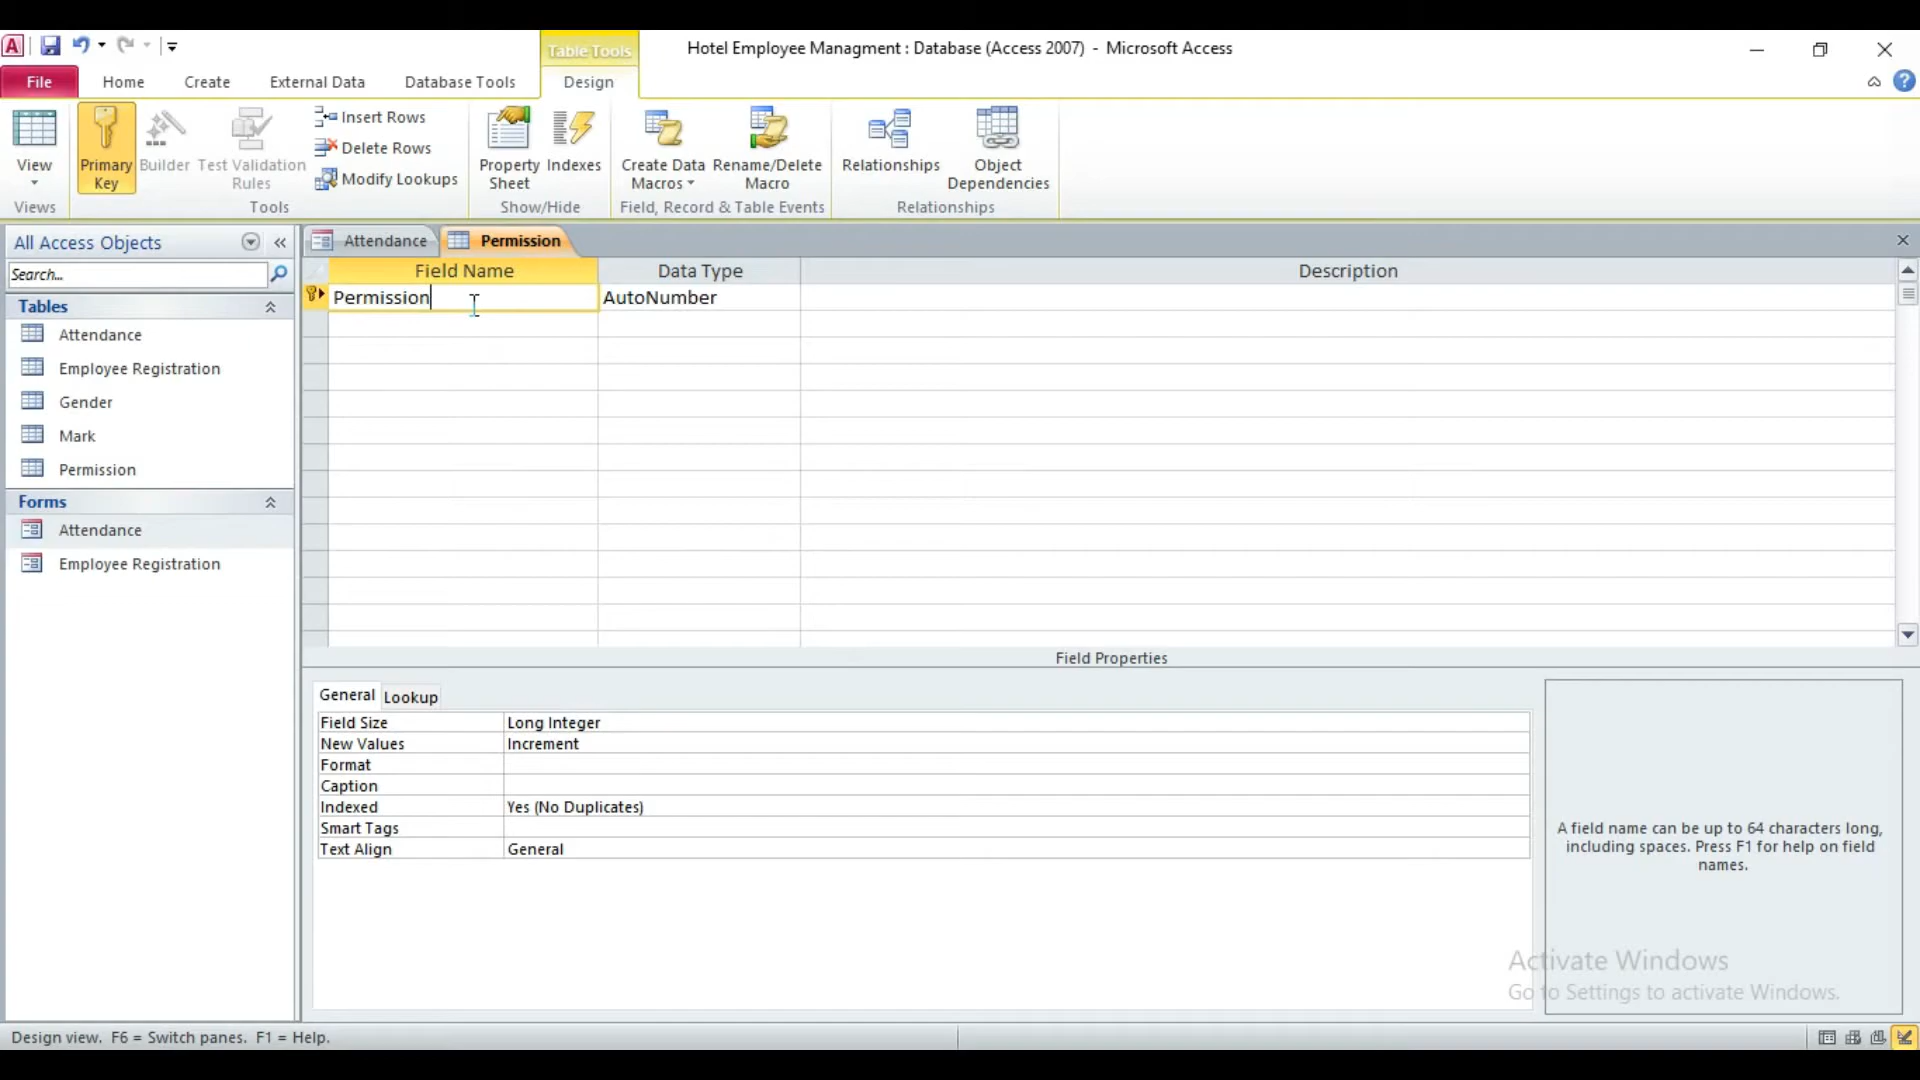 Table Tools
Hotel Employee Managment : Database (Access 2007) - Microsoft Access
File
Home
Create
External Data
Database Tools
Design
View
Primary Key
Builder
Test Validation Rules
Insert Rows
Delete Rows
Modify Lookups
Property Sheet
Indexes
Create Data Macros
Rename/Delete Macro
Relationships
Object Dependencies
Views
Tools
Show/Hide
Field, Record & Table Events
Relationships
All Access Objects
Search...
Tables
Attendance
Employee Registration
Gender
Mark
Permission
Forms
Attendance
Employee Registration
Attendance
Permission
Field Name
Data Type
Description
Permission
AutoNumber
Field Properties
General
Lookup
Field Size
Long Integer
New Values
Increment
Format
Caption
Indexed
Yes (No Duplicates)
Smart Tags
Text Align
General
A field name can be up to 64 characters long,
including spaces. Press F1 for help on field
names.
Activate Windows
Go to Settings to activate Windows.
Design view. F6 = Switch panes. F1 = Help.